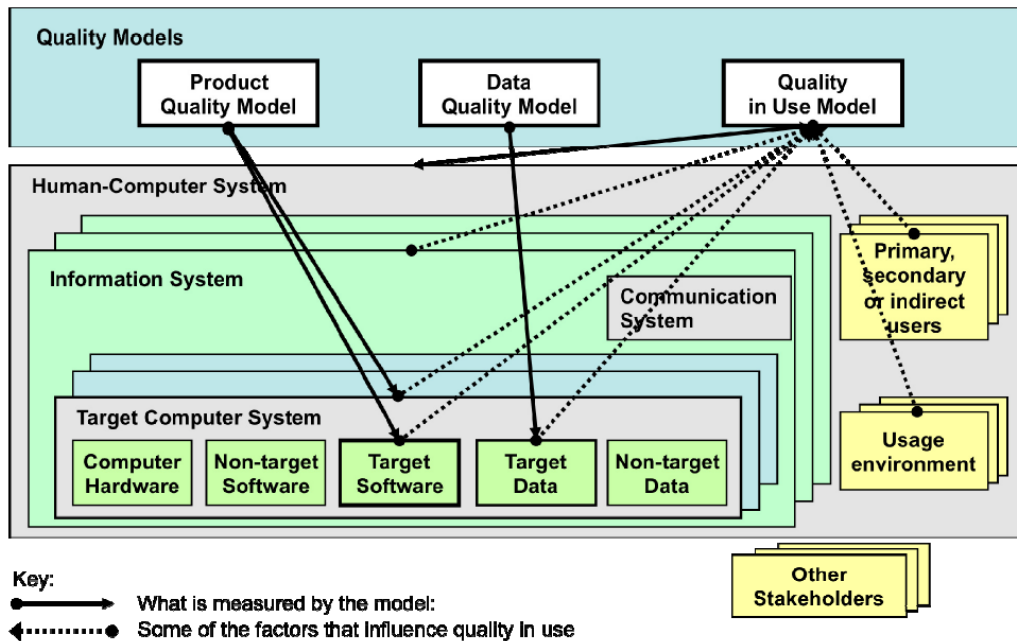 Quality Models
Product
Quality Model
Data
Quality Model
Quality
in Use Model
Human-Computer System
Information System
Communication
System
Primary,
secondary
or indirect
users
Target Computer System
Computer
Hardware
Non-target
Software
Target
Software
Target
Data
Non-target
Data
Usage
environment
Other
Stakeholders
Key:
What is measured by the model:
Some of the factors that influence quality in use